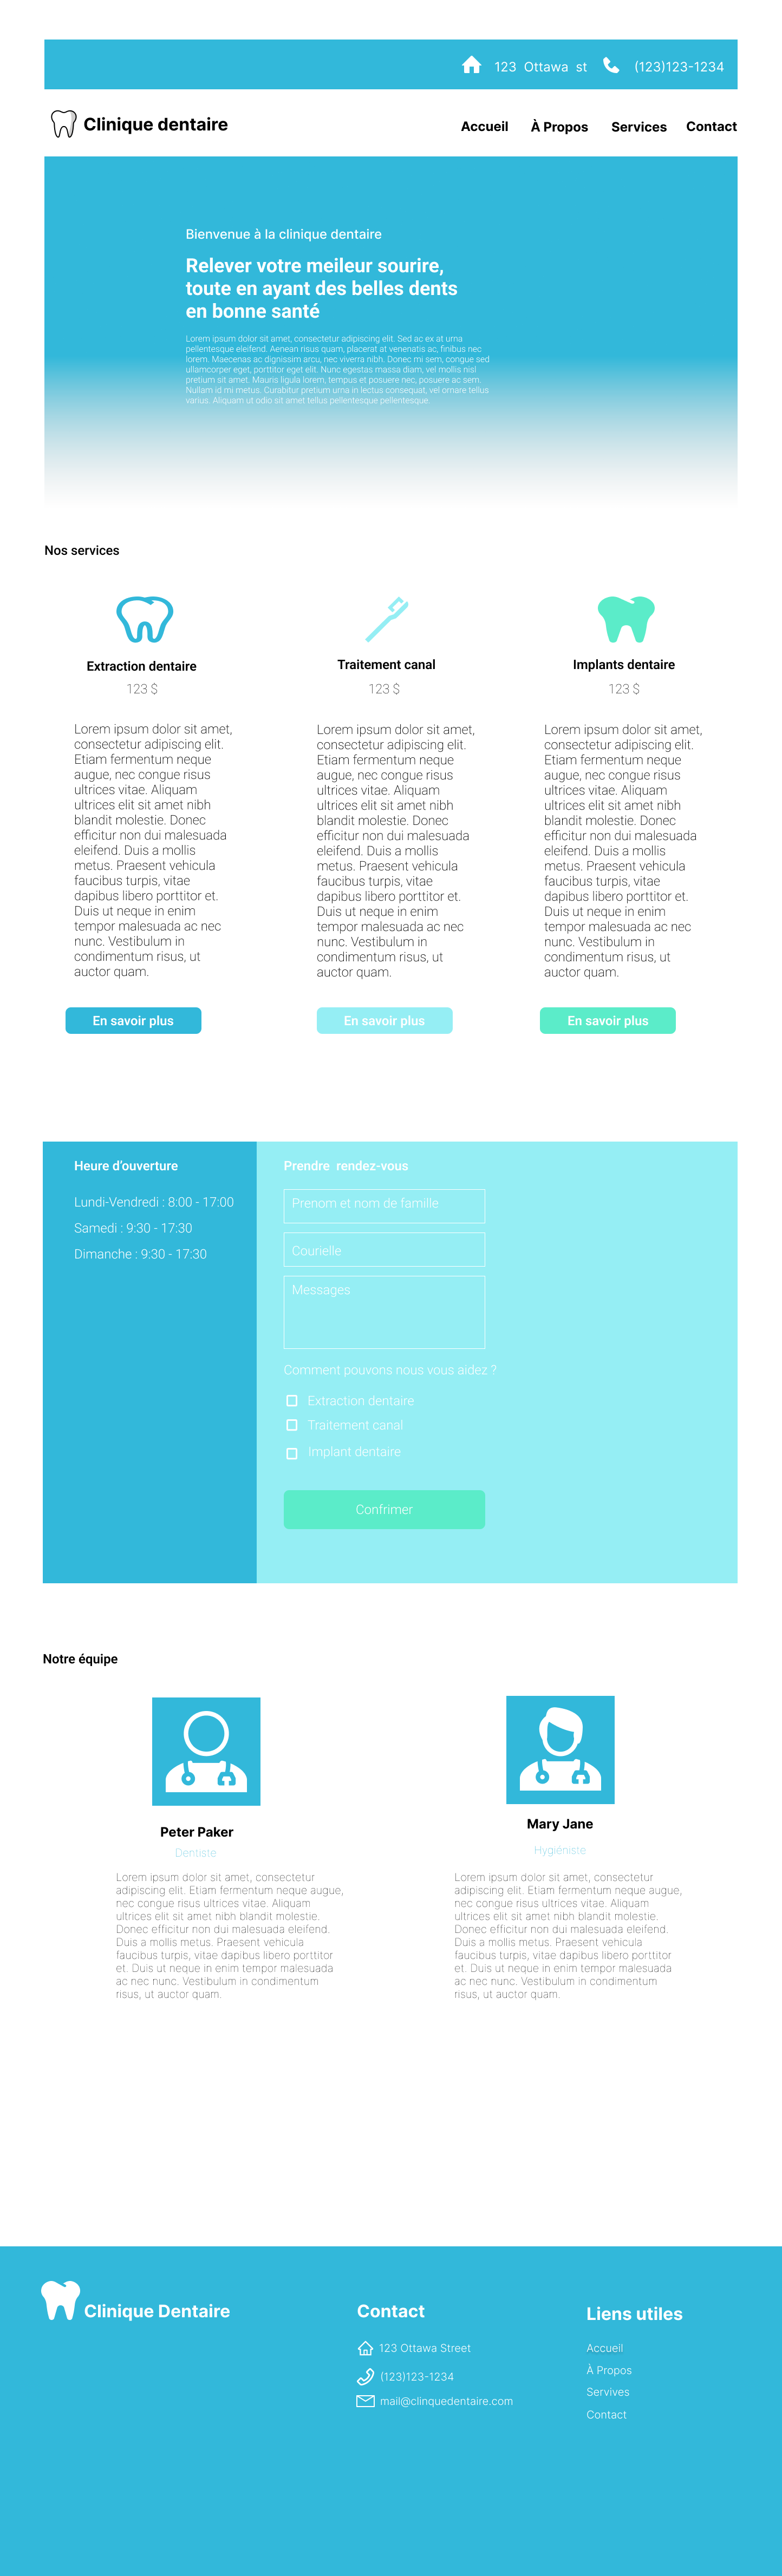 123 Ottawa st (123)123-1234
Clinique dentaire
Accueil À Propos Services Contact
Bienvenue à la clinique dentaire
Relever votre meileur sourire,
toute en ayant des belles dents
en bonne santé
Lorem ipsum dolor sit amet, consectetur adipiscing elit. Sed ac ex at urna
pellentesque eleifend. Aenean risus quam, placerat at venenatis ac, finibus nec
lorem. Maecenas ac dignissim arcu, nec viverra nibh. Donec mi sem, congue sed
ullamcorper eget, porttitor eget elit. Nunc egestas massa diam, vel mollis nisl
pretium sit amet. Mauris ligula lorem, tempus et posuere nec, posuere ac sem.
Nullam id mi metus. Curabitur pretium urna in lectus consequat, vel ornare tellus
varius. Aliquam ut odio sit amet tellus pellentesque pellentesque.
Nos services
Extraction dentaire
123 $
Lorem ipsum dolor sit amet,
consectetur adipiscing elit.
Etiam fermentum neque
augue, nec congue risus
ultrices vitae. Aliquam
ultrices elit sit amet nibh
blandit molestie. Donec
efficitur non dui malesuada
eleifend. Duis a mollis
metus. Praesent vehicula
faucibus turpis, vitae
dapibus libero porttitor et.
Duis ut neque in enim
tempor malesuada ac nec
nunc. Vestibulum in
condimentum risus, ut
auctor quam.
En savoir plus
Traitement canal
123 $
Lorem ipsum dolor sit amet,
consectetur adipiscing elit.
Etiam fermentum neque
augue, nec congue risus
ultrices vitae. Aliquam
ultrices elit sit amet nibh
blandit molestie. Donec
efficitur non dui malesuada
eleifend. Duis a mollis
metus. Praesent vehicula
faucibus turpis, vitae
dapibus libero porttitor et.
Duis ut neque in enim
tempor malesuada ac nec
nunc. Vestibulum in
condimentum risus, ut
auctor quam.
En savoir plus
Implants dentaire
123 $
Lorem ipsum dolor sit amet,
consectetur adipiscing elit.
Etiam fermentum neque
augue, nec congue risus
ultrices vitae. Aliquam
ultrices elit sit amet nibh
blandit molestie. Donec
efficitur non dui malesuada
eleifend. Duis a mollis
metus. Praesent vehicula
faucibus turpis, vitae
dapibus libero porttitor et.
Duis ut neque in enim
tempor malesuada ac nec
nunc. Vestibulum in
condimentum risus, ut
auctor quam.
En savoir plus
Heure d'ouverture
Lundi-Vendredi : 8:00 - 17:00
Samedi : 9:30 - 17:30
Dimanche : 9:30 - 17:30
Prendre rendez-vous
Prenom et nom de famille
Courielle
Messages
Comment pouvons nous vous aidez ?
Extraction dentaire
Traitement canal
Implant dentaire
Confrimer
Notre équipe
Peter Paker
Dentiste
Lorem ipsum dolor sit amet, consectetur
adipiscing elit. Etiam fermentum neque augue,
nec congue risus ultrices vitae. Aliquam
ultrices elit sit amet nibh blandit molestie.
Donec efficitur non dui malesuada eleifend.
Duis a mollis metus. Praesent vehicula
faucibus turpis, vitae dapibus libero porttitor
et. Duis ut neque in enim tempor malesuada
ac nec nunc. Vestibulum in condimentum
risus, ut auctor quam.
Mary Jane
Hygiéniste
Lorem ipsum dolor sit amet, consectetur
adipiscing elit. Etiam fermentum neque augue,
nec congue risus ultrices vitae. Aliquam
ultrices elit sit amet nibh blandit molestie.
Donec efficitur non dui malesuada eleifend.
Duis a mollis metus. Praesent vehicula
faucibus turpis, vitae dapibus libero porttitor
et. Duis ut neque in enim tempor malesuada
ac nec nunc. Vestibulum in condimentum
risus, ut auctor quam.
Clinique Dentaire
Contact
123 Ottawa Street
(123)123-1234
mail@clinquedentaire.com
Liens utiles
Accueil
À Propos
Servives
Contact